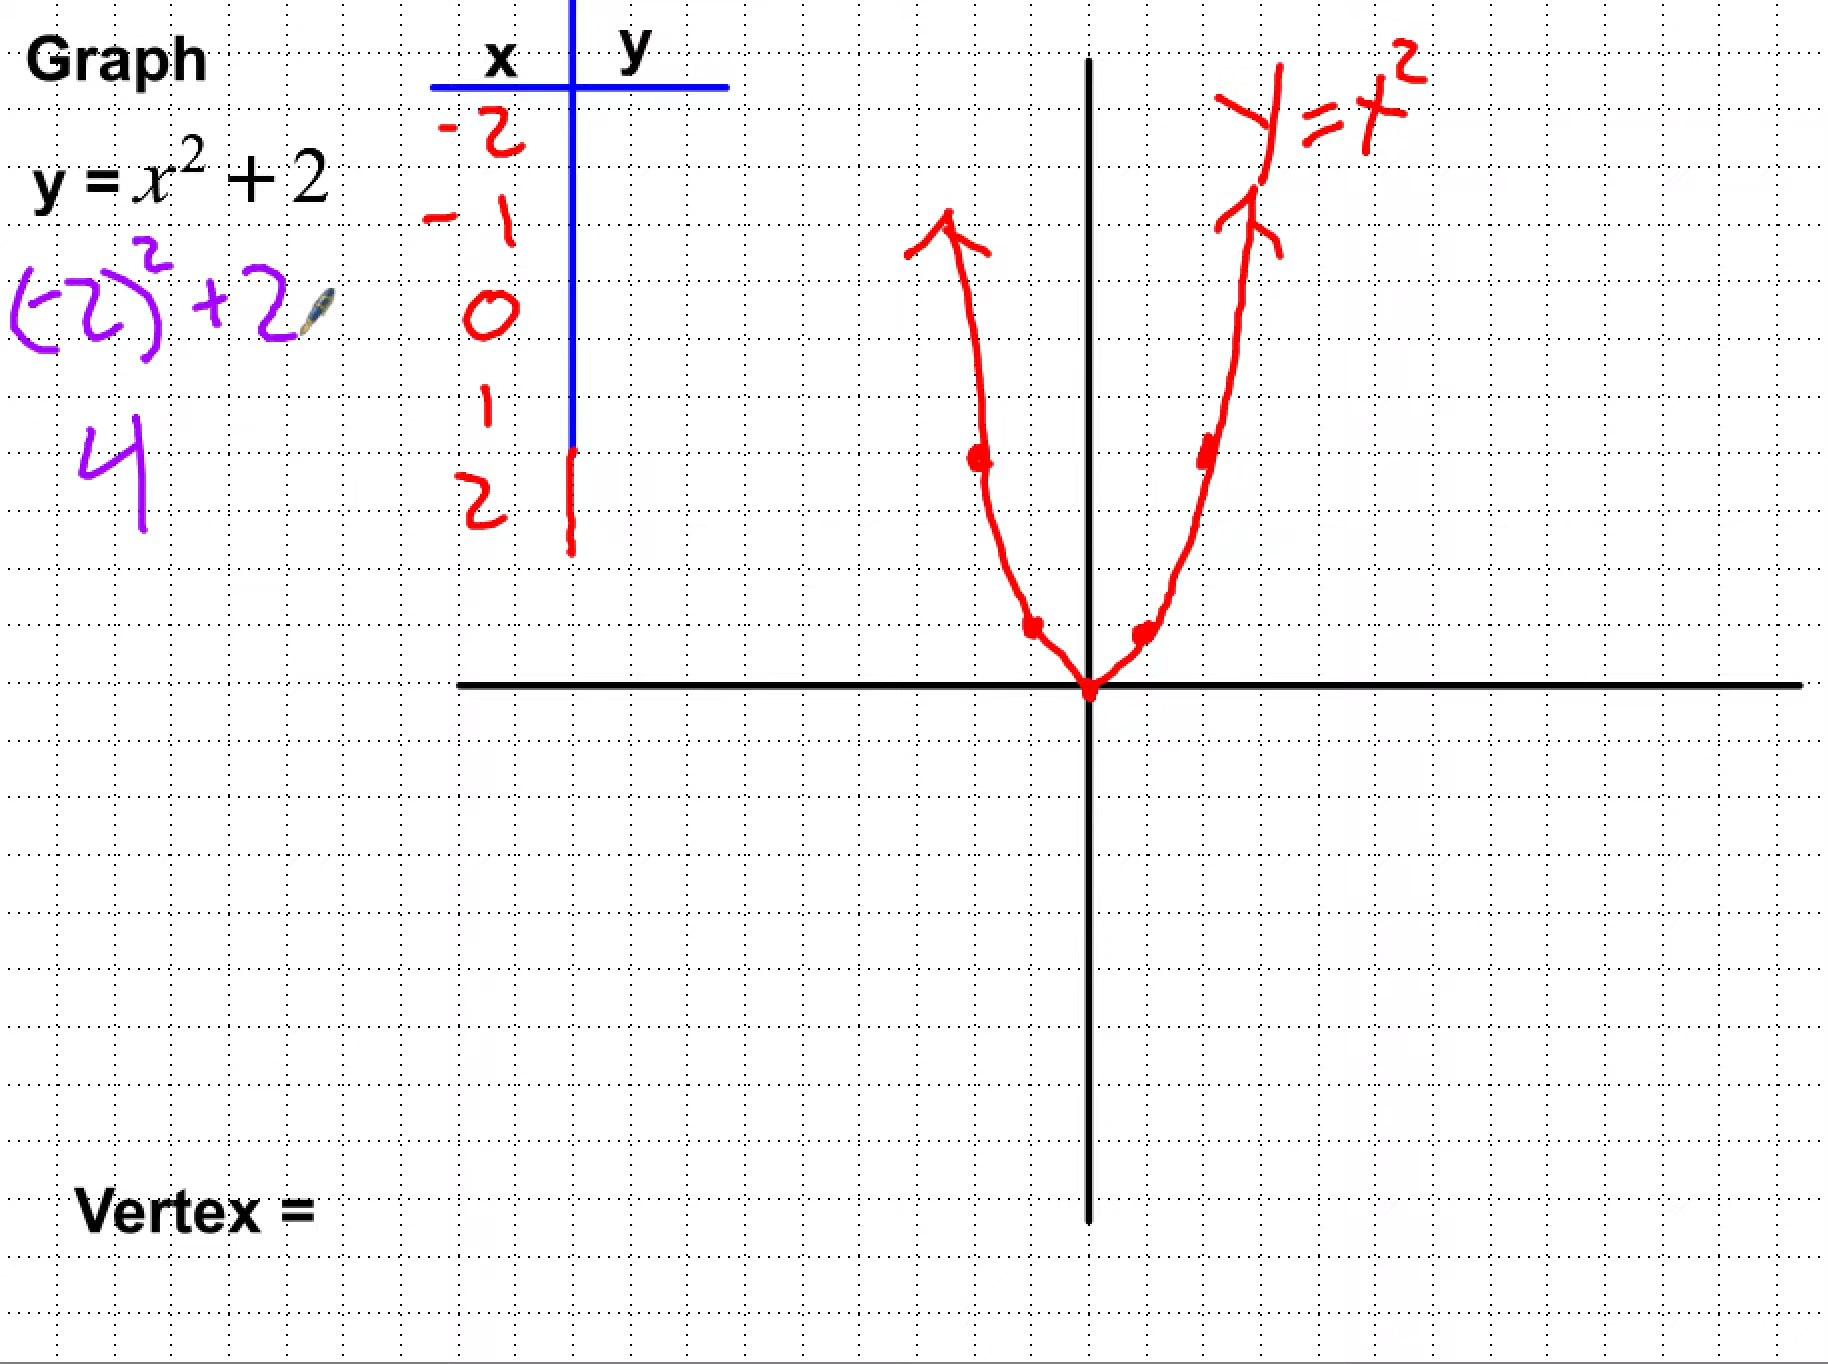 Graph
y = x² + 2
(-2)² + 2
4
x y
-2
-1
0
1
2
y = x²
Vertex =